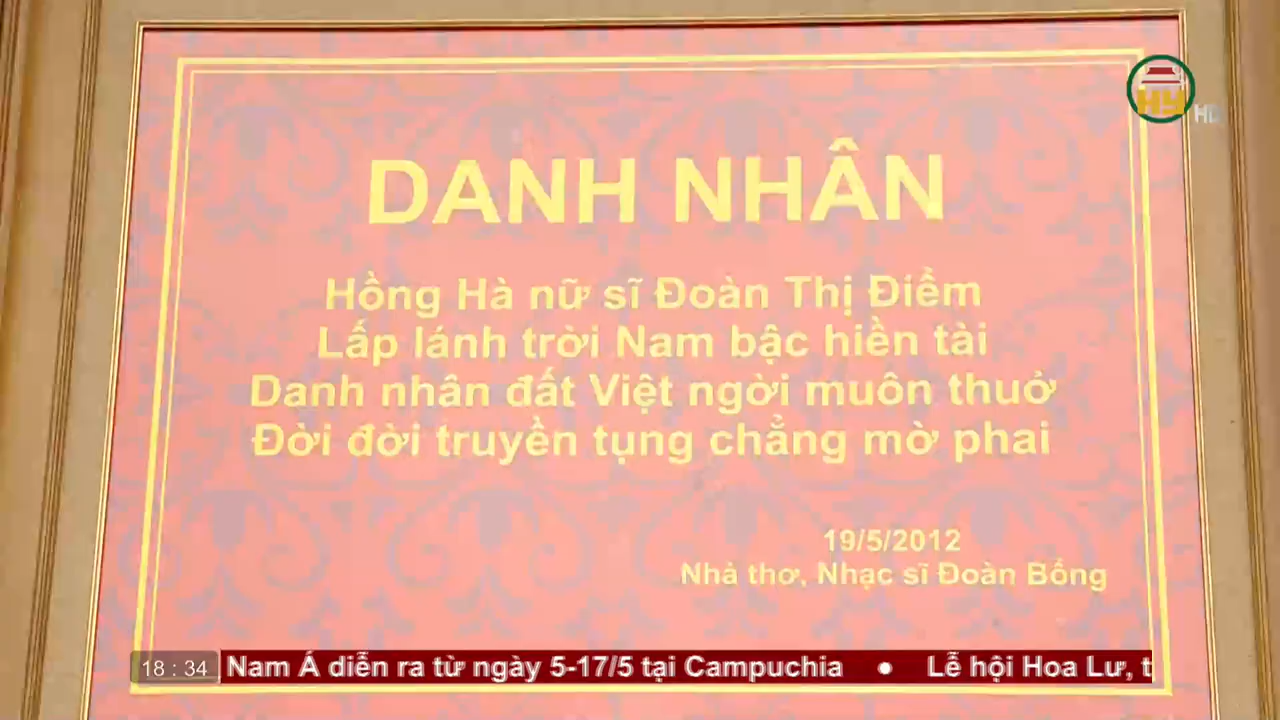 HY HD
DANH NHÂN
Hồng Hà nữ sĩ Đoàn Thị Điểm
Lấp lánh trời Nam bậc hiền tài
Danh nhân đất Việt ngời muôn thuở
Đời đời truyền tụng chẳng mờ phai
19/5/2012
Nhà thơ, Nhạc sĩ Đoàn Bổng
18 : 34 Nam Á diễn ra từ ngày 5-17/5 tại Campuchia • Lễ hội Hoa Lư, t